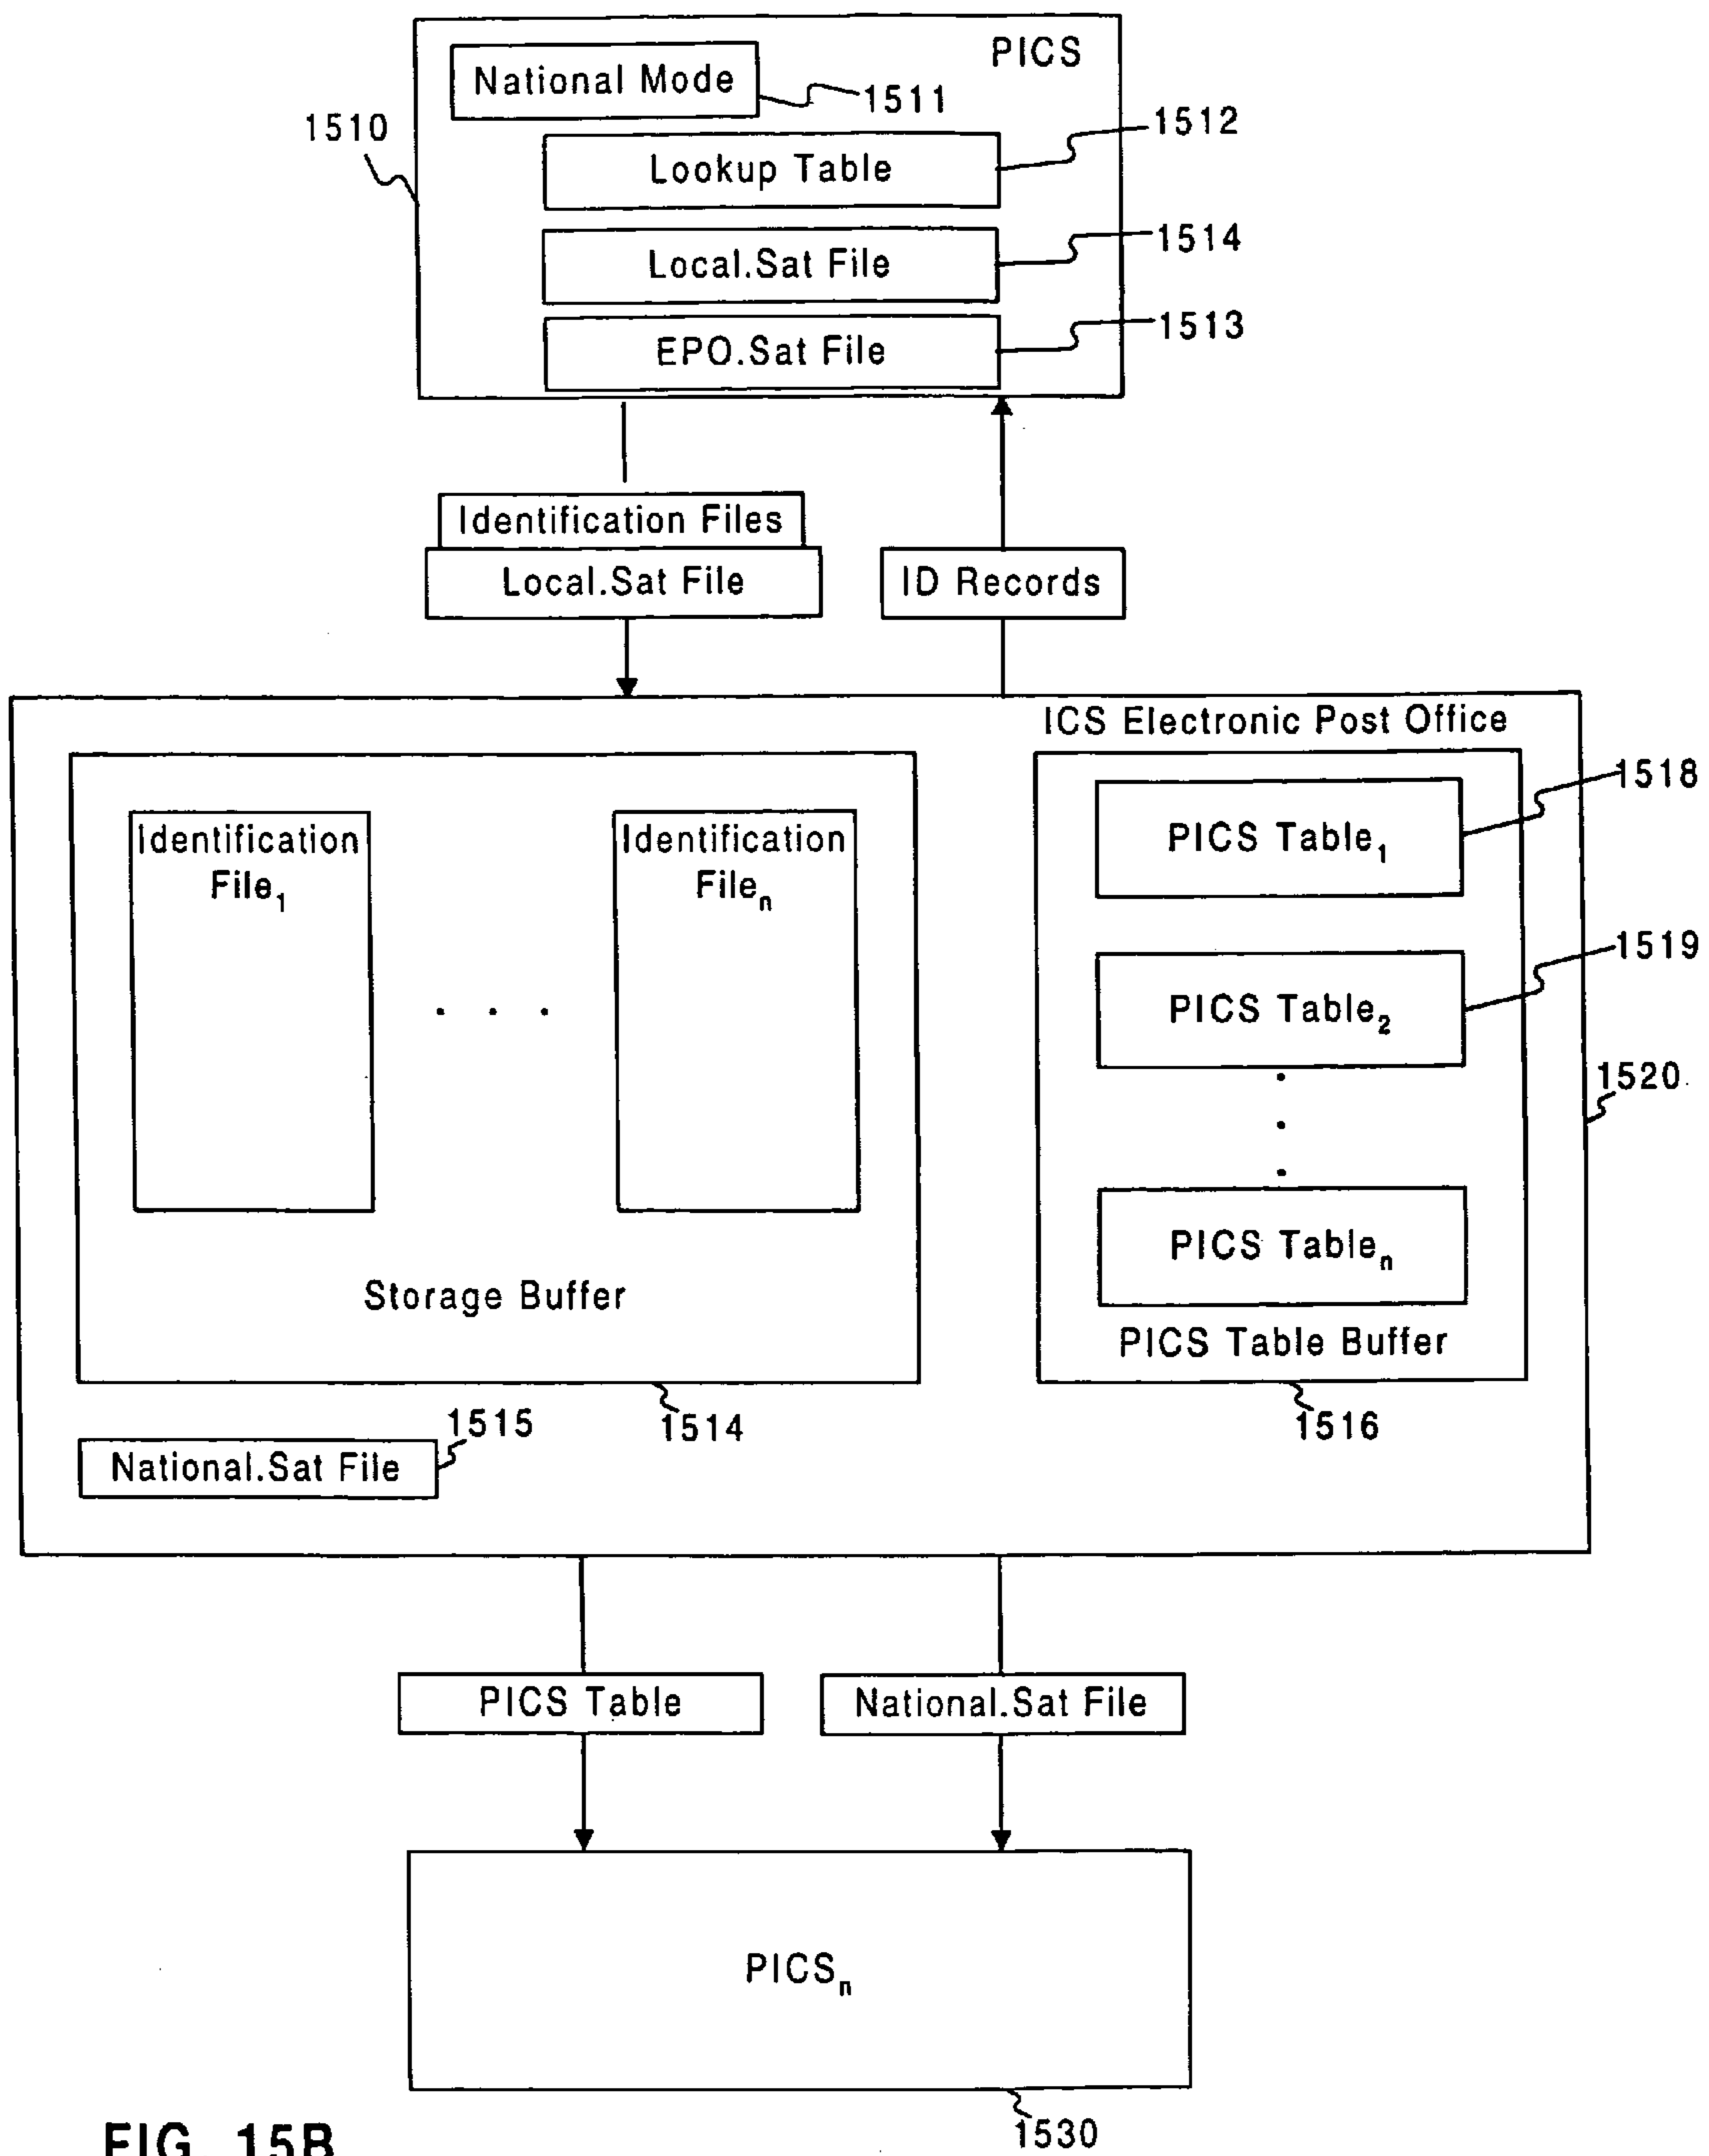 PICS
National Mode
1511
1510
1512
Lookup Table
1514
Local.Sat File
1513
EPO.Sat File
Identification Files
Local.Sat File
ID Records
ICS Electronic Post Office
1518
Identification
File1
Identification
Filen
PICS Table1
1519
. . .
PICS Table2
1520
PICS Tablen
Storage Buffer
PICS Table Buffer
1515
1514
1516
National.Sat File
PICS Table
National.Sat File
PICSn
1530
FIG. 15B